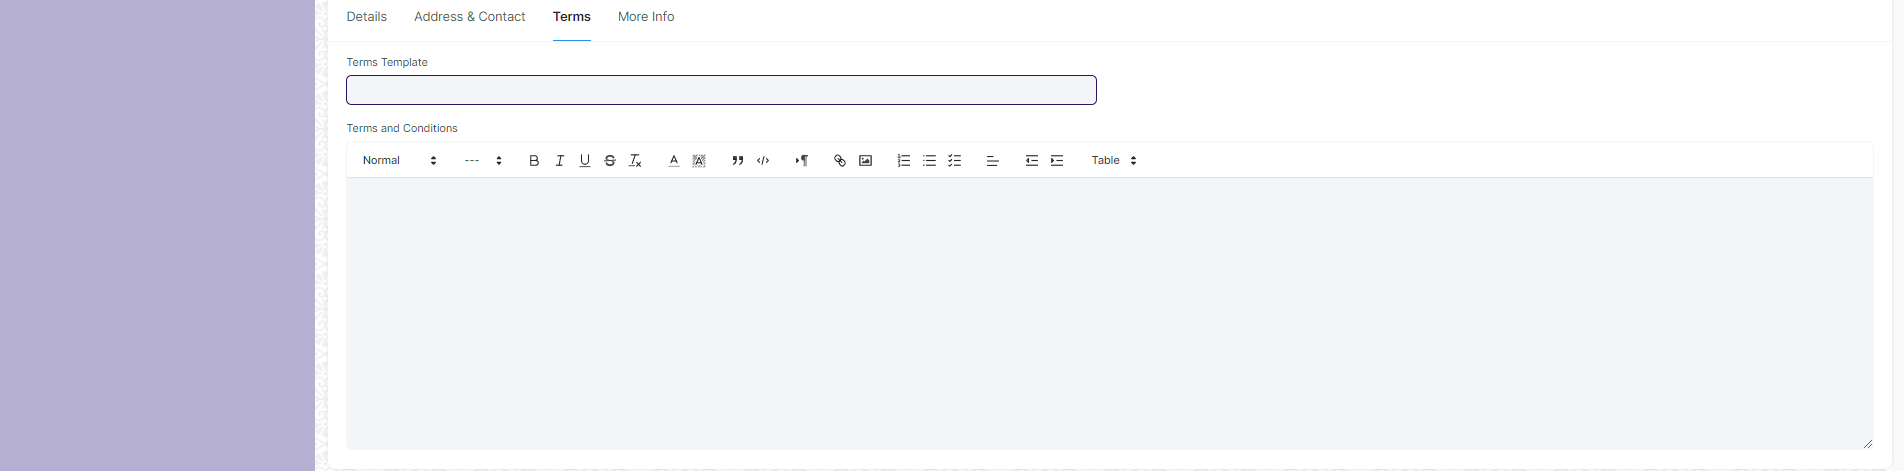 Details Address & Contact Terms More Info
Terms Template
Terms and Conditions
Normal --- Table